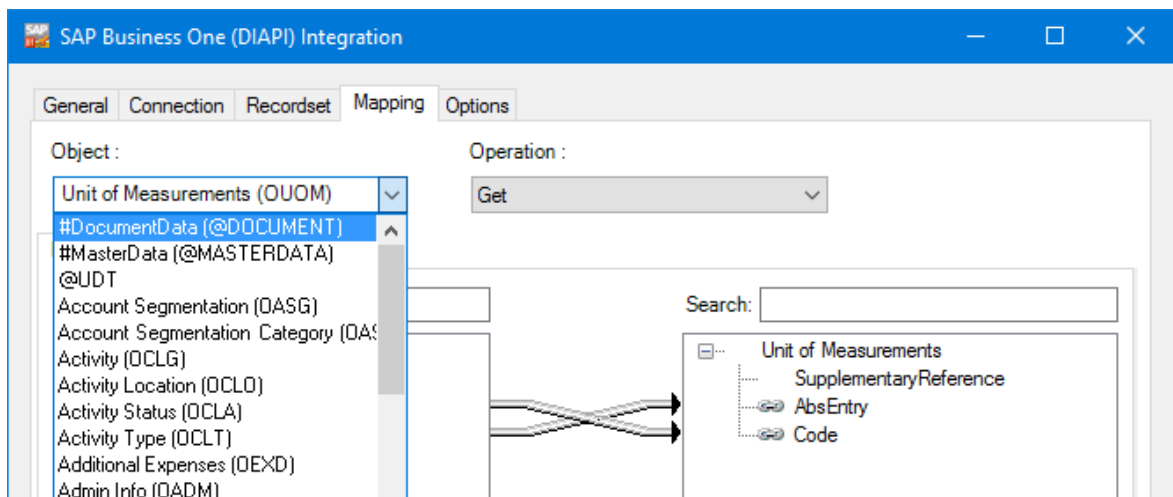 SAP Business One (DIAPI) Integration
General Connection Recordset Mapping Options
Object :
Operation :
Unit of Measurements (OUOM)
Get
#DocumentData (@DOCUMENT)
#MasterData (@MASTERDATA)
@UDT
Account Segmentation (OASG)
Account Segmentation Category (OAS
Activity (OCLG)
Activity Location (OCLO)
Activity Status (OCLA)
Activity Type (OCLT)
Additional Expenses (OEXD)
Admin Info (OADM)
Search:
Unit of Measurements
SupplementaryReference
AbsEntry
Code